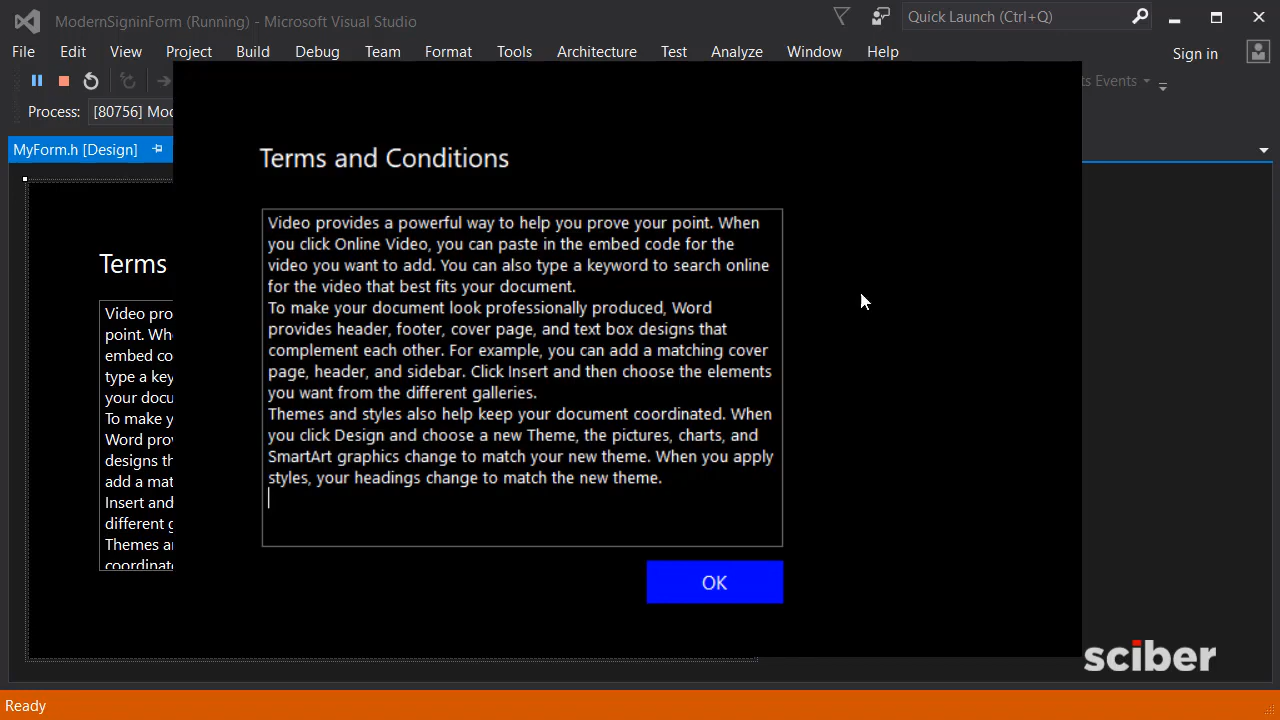 ModernSigninForm (Running) - Microsoft Visual Studio
Quick Launch (Ctrl+Q)
File Edit View Project Build Debug Team Format Tools Architecture Test Analyze Window Help
Sign in
Events
Process: [80756]
MyForm.h [Design]
Terms and Conditions
Video provides a powerful way to help you prove your point. When
you click Online Video, you can paste in the embed code for the
video you want to add. You can also type a keyword to search online
for the video that best fits your document.
To make your document look professionally produced, Word
provides header, footer, cover page, and text box designs that
complement each other. For example, you can add a matching cover
page, header, and sidebar. Click Insert and then choose the elements
you want from the different galleries.
Themes and styles also help keep your document coordinated. When
you click Design and choose a new Theme, the pictures, charts, and
SmartArt graphics change to match your new theme. When you apply
styles, your headings change to match the new theme.
OK
Terms
Video
point.
embed
type a
your
To make
Word
designs
add a
Insert and
different
Themes
sciber
Ready